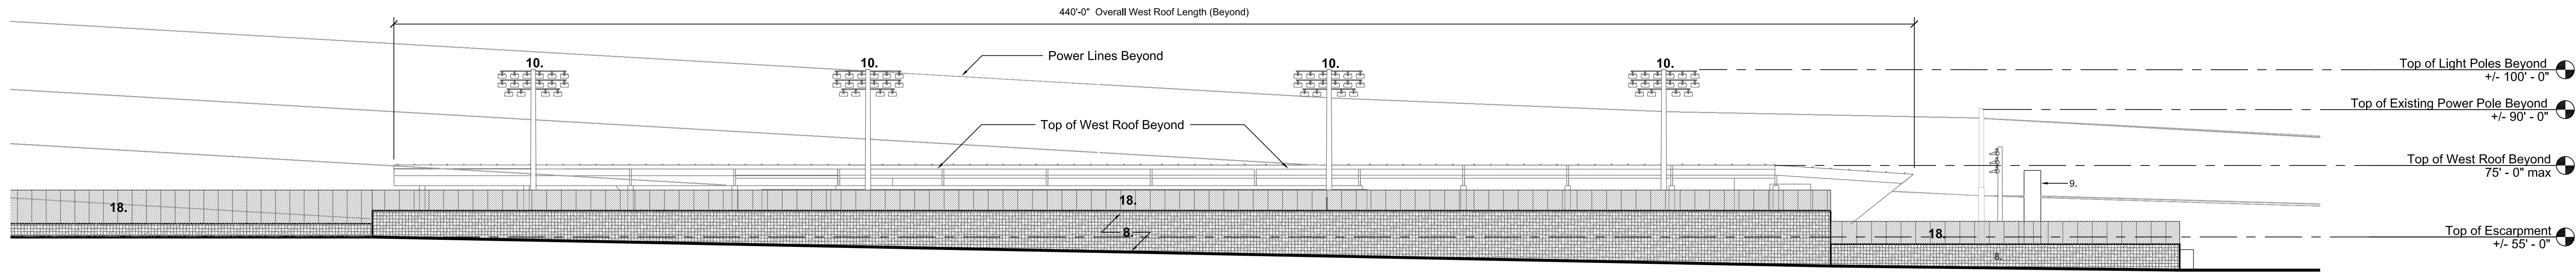 440'-0" Overall West Roof Length (Beyond)
Power Lines Beyond
10.
10.
10.
10.
Top of Light Poles Beyond
+/- 100' - 0"
Top of Existing Power Pole Beyond
+/- 90' - 0"
Top of West Roof Beyond
Top of West Roof Beyond
75' - 0" max
9.
18.
18.
8.
18.
8.
Top of Escarpment
+/- 55' - 0"